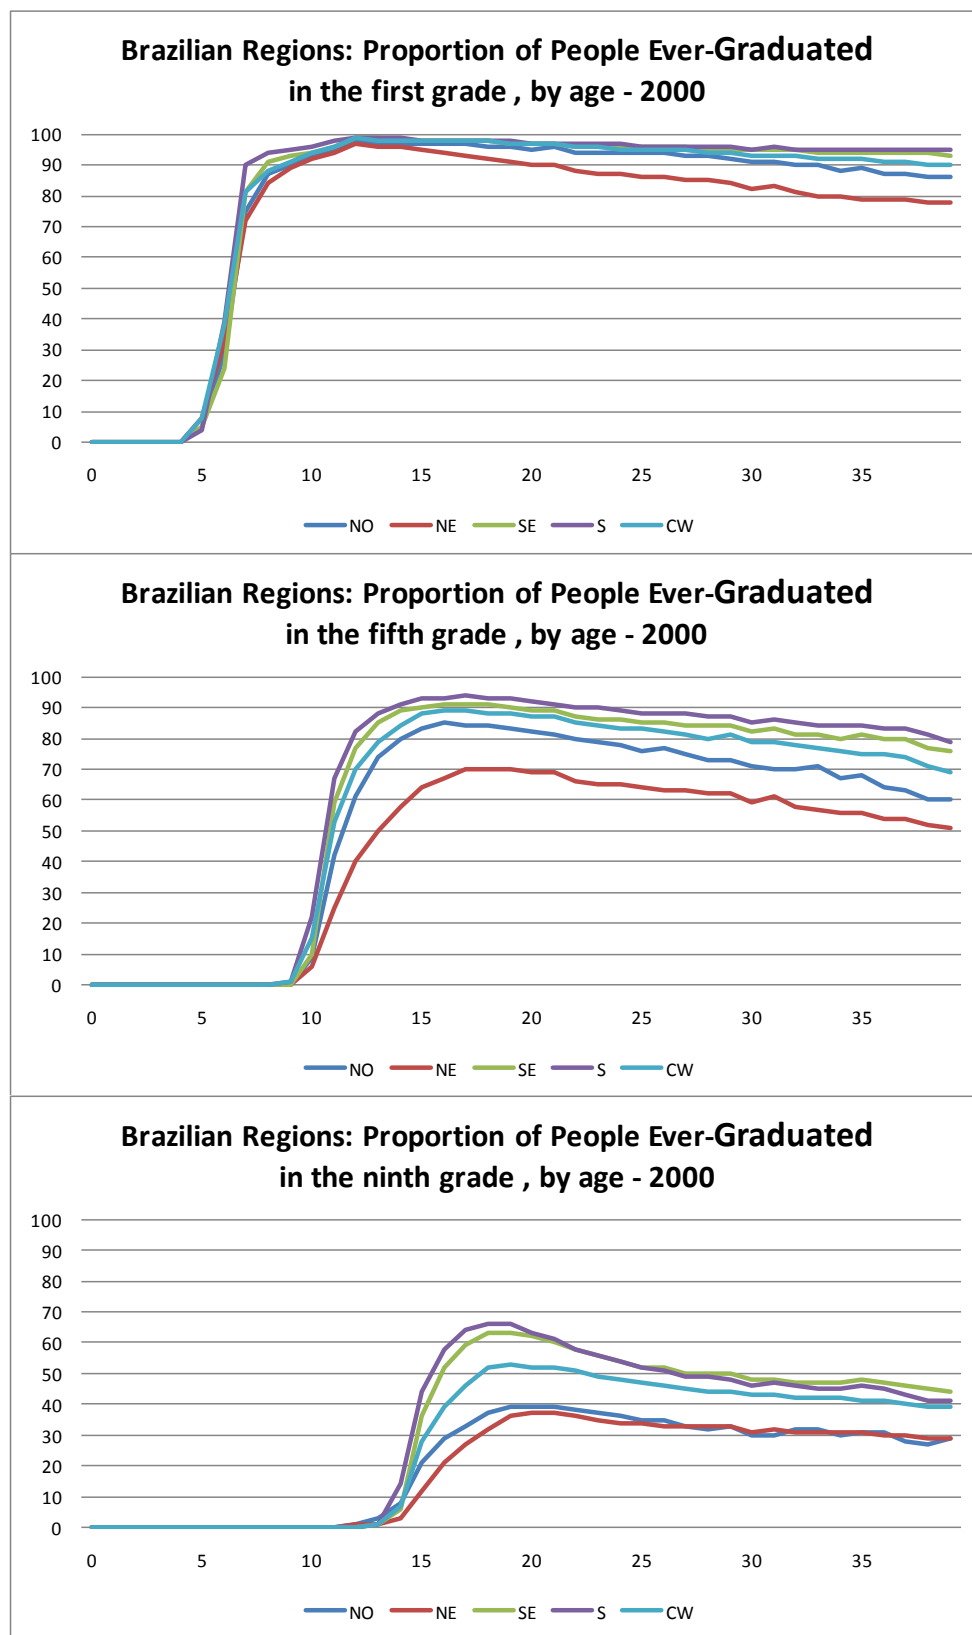 Brazilian Regions: Proportion of People Ever-Graduated
in the first grade , by age - 2000
100
90
80
70
60
50
40
30
20
10
0
0 5 10 15 20 25 30 35
NO NE SE S CW
Brazilian Regions: Proportion of People Ever-Graduated
in the fifth grade , by age - 2000
100
90
80
70
60
50
40
30
20
10
0
0 5 10 15 20 25 30 35
NO NE SE S CW
Brazilian Regions: Proportion of People Ever-Graduated
in the ninth grade , by age - 2000
100
90
80
70
60
50
40
30
20
10
0
0 5 10 15 20 25 30 35
NO NE SE S CW